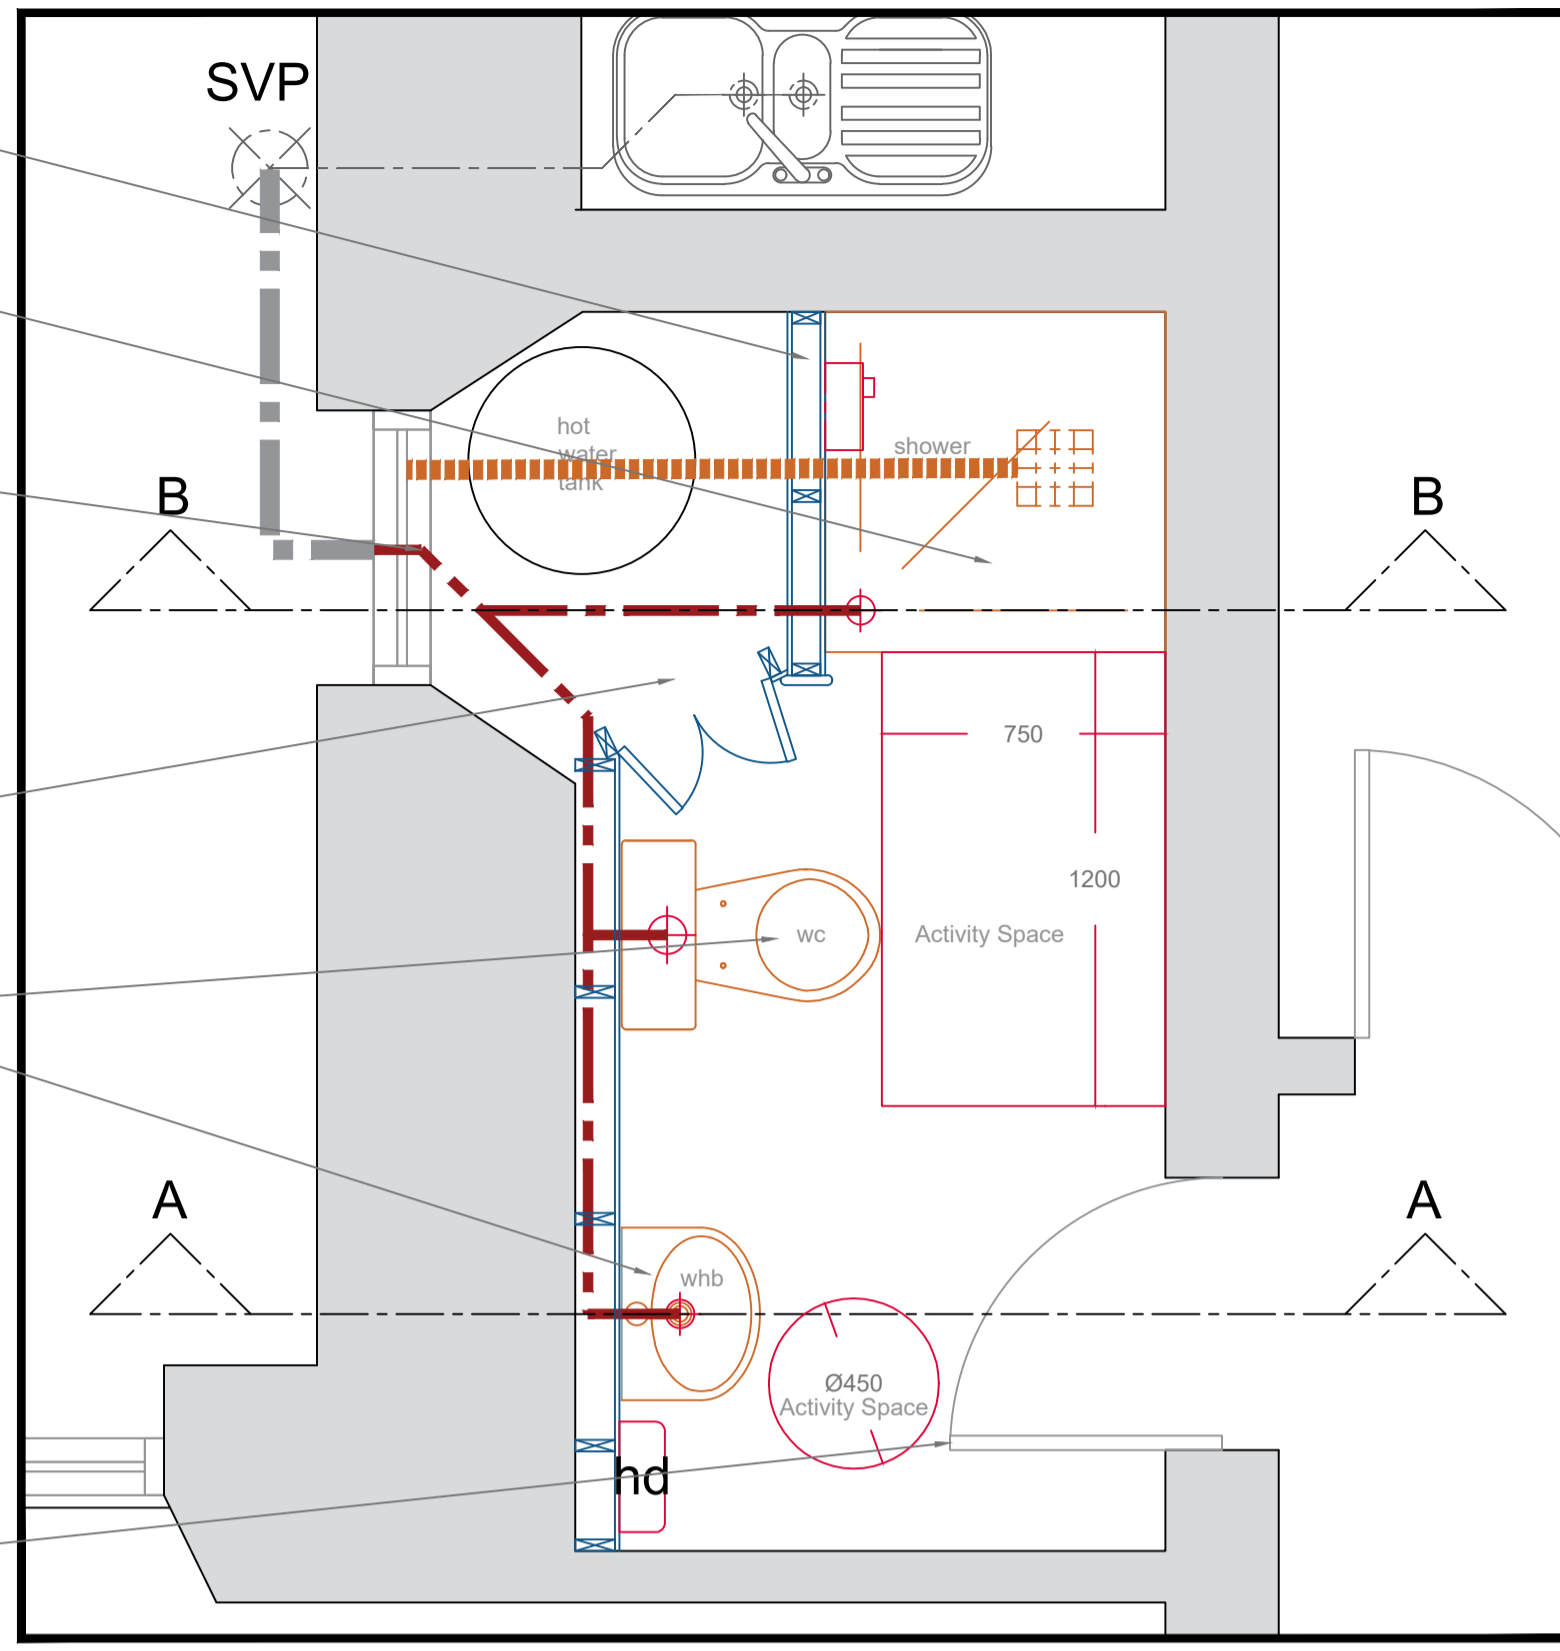 SVP
hot
water
tank
shower
B
B
750
1200
wc
Activity Space
A
A
whb
Ø450
Activity Space
hd